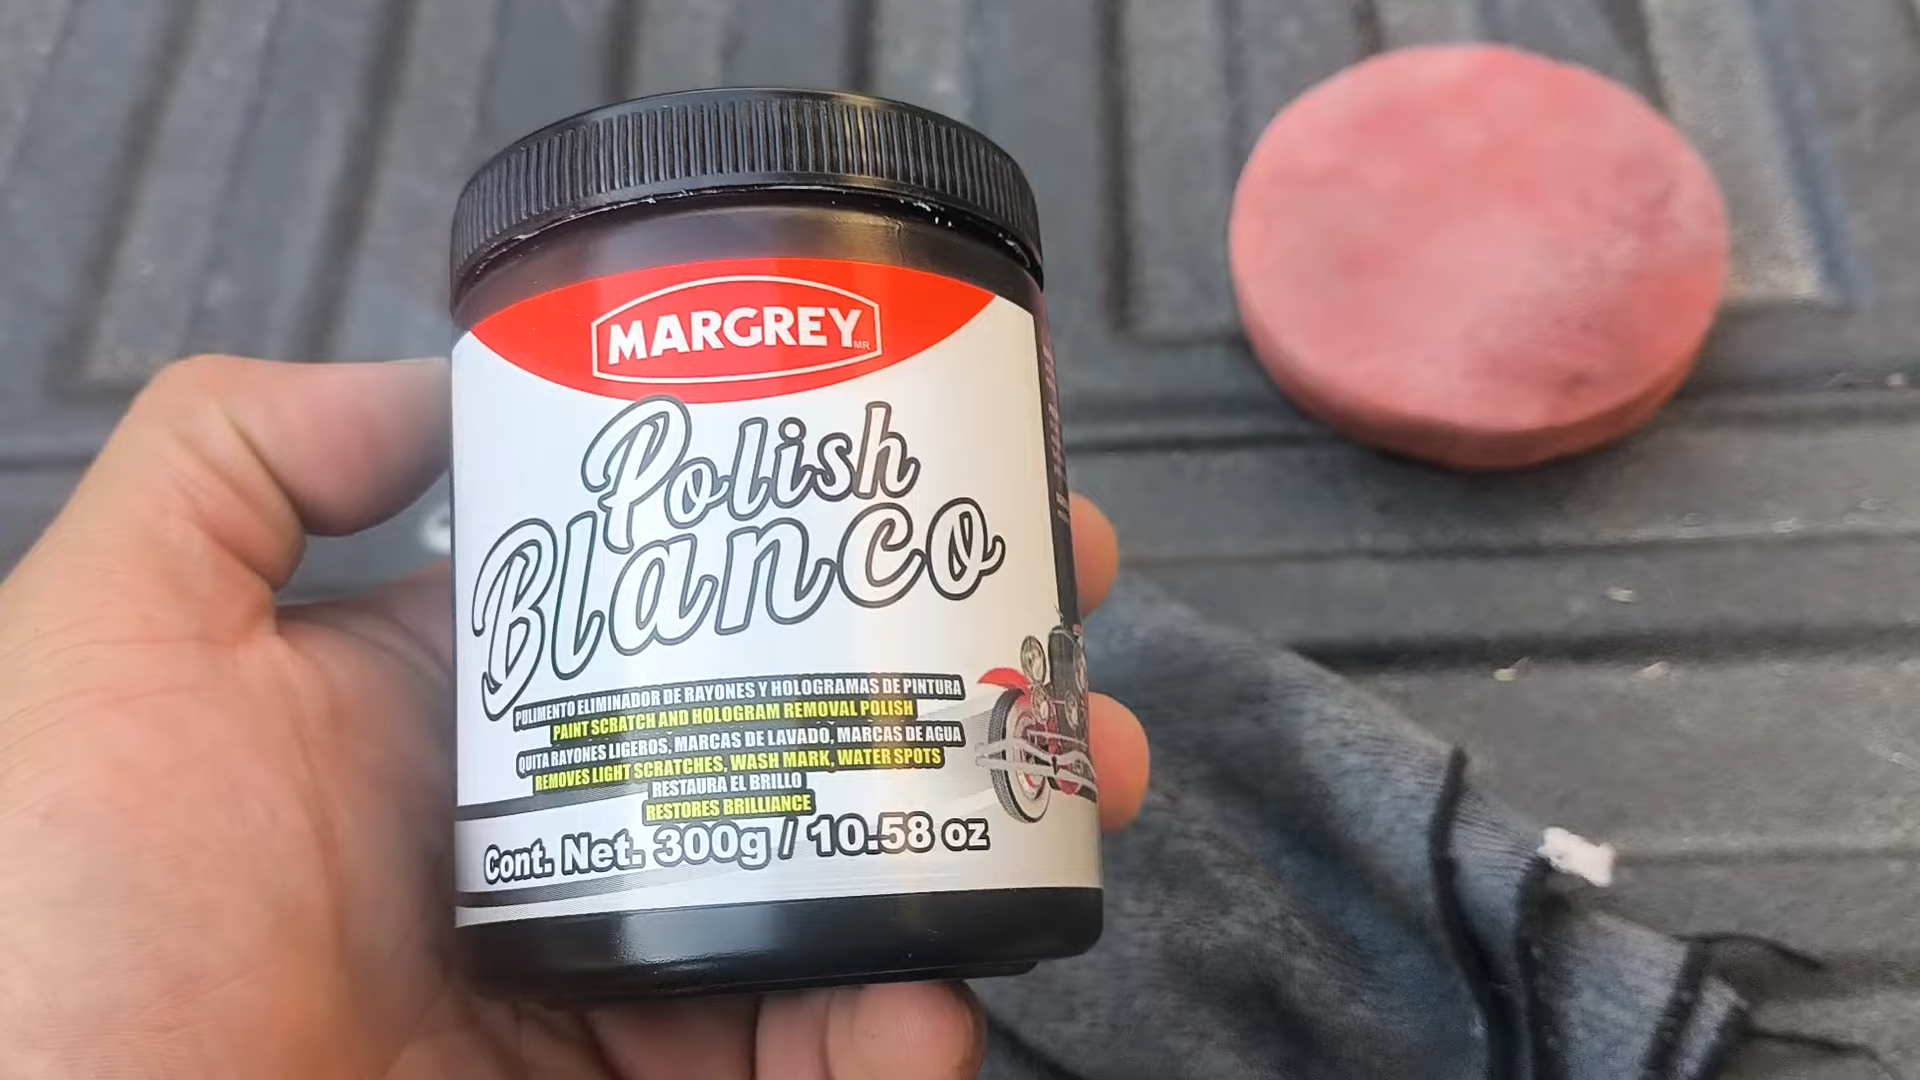 MARGREY MR
Polish
Blanco
PULIMENTO ELIMINADOR DE RAYONES Y HOLOGRAMAS DE PINTURA
PAINT SCRATCH AND HOLOGRAM REMOVAL POLISH
QUITA RAYONES LIGEROS, MARCAS DE LAVADO, MARCAS DE AGUA
REMOVES LIGHT SCRATCHES, WASH MARK, WATER SPOTS
RESTAURA EL BRILLO
RESTORES BRILLIANCE
Cont. Net. 300g / 10.58 oz